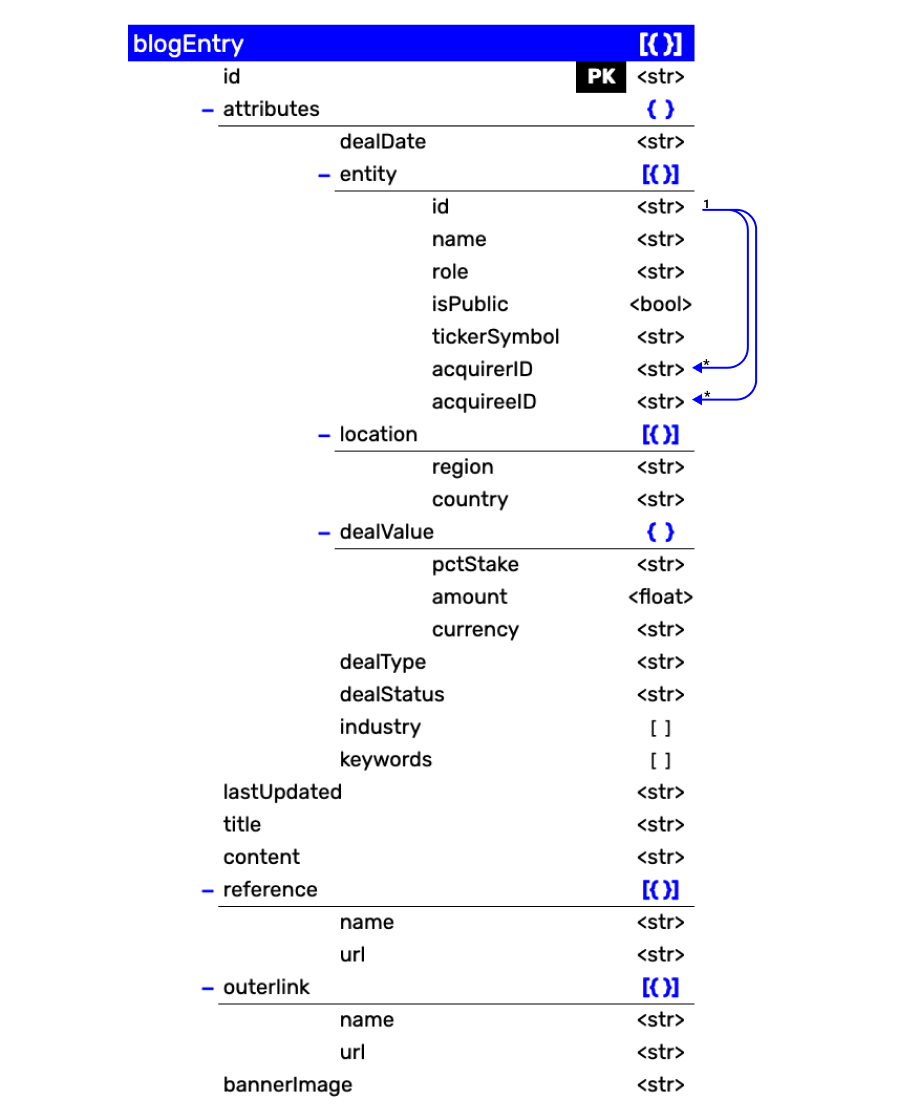 blogEntry [{ }]
id PK <str>
– attributes { }
dealDate <str>
– entity [{ }]
id <str> 1
name <str>
role <str>
isPublic <bool>
tickerSymbol <str>
acquirerID <str> *
acquireeID <str> *
– location [{ }]
region <str>
country <str>
– dealValue { }
pctStake <str>
amount <float>
currency <str>
dealType <str>
dealStatus <str>
industry [ ]
keywords [ ]
lastUpdated <str>
title <str>
content <str>
– reference [{ }]
name <str>
url <str>
– outerlink [{ }]
name <str>
url <str>
bannerImage <str>